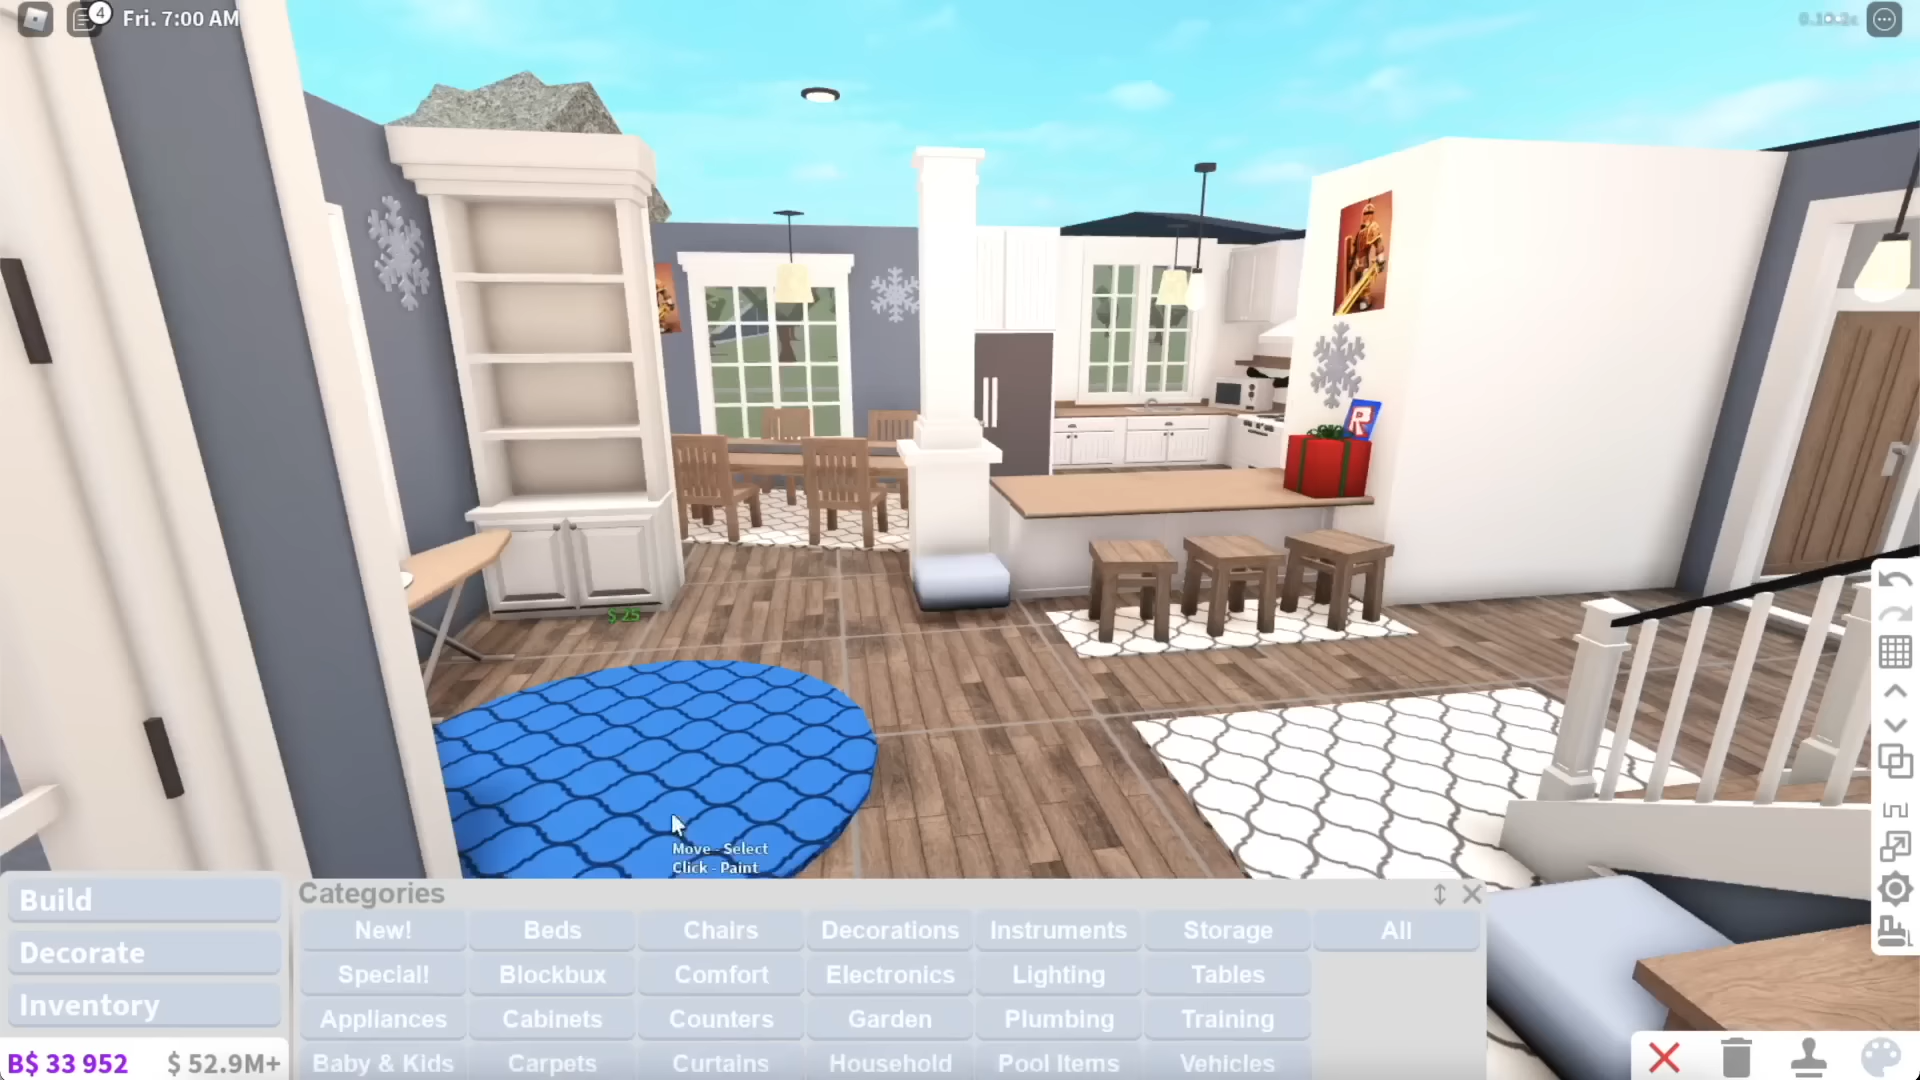 4
Fri. 7:00 AM
R
$ 25
Move - Select
Click - Paint
Build
Decorate
Inventory
B$ 33 952
$ 52.9M+
Categories
New!
Beds
Chairs
Decorations
Instruments
Storage
All
Special!
Blockbux
Comfort
Electronics
Lighting
Tables
Appliances
Cabinets
Counters
Garden
Plumbing
Training
Baby & Kids
Carpets
Curtains
Household
Pool Items
Vehicles